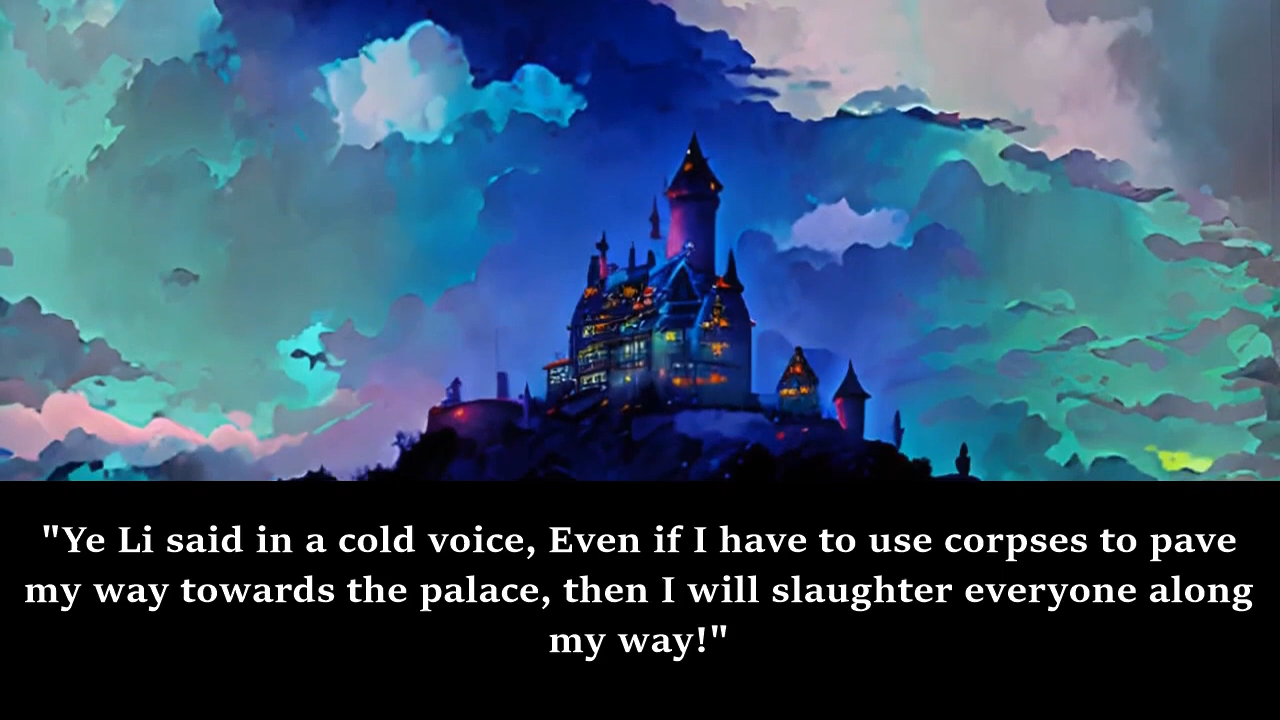 "Ye Li said in a cold voice, Even if I have to use corpses to pave
my way towards the palace, then I will slaughter everyone along
my way!"